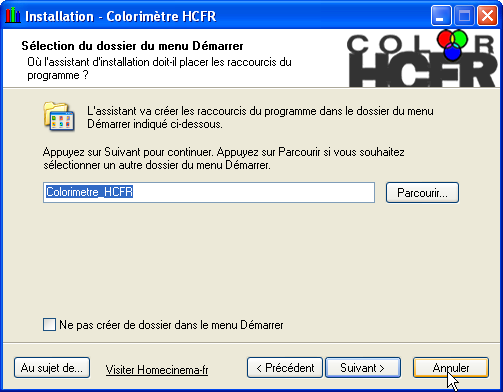 Installation - Colorimètre HCFR
Sélection du dossier du menu Démarrer
Où l'assistant d'installation doit-il placer les raccourcis du
programme ?
COLOR
HCFR
L'assistant va créer les raccourcis du programme dans le dossier du menu
Démarrer indiqué ci-dessous.
Appuyez sur Suivant pour continuer. Appuyez sur Parcourir si vous souhaitez
sélectionner un autre dossier du menu Démarrer.
Colorimetre_HCFR
Parcourir...
Ne pas créer de dossier dans le menu Démarrer
Au sujet de...
Visiter Homecinema-fr
< Précédent
Suivant >
Annuler